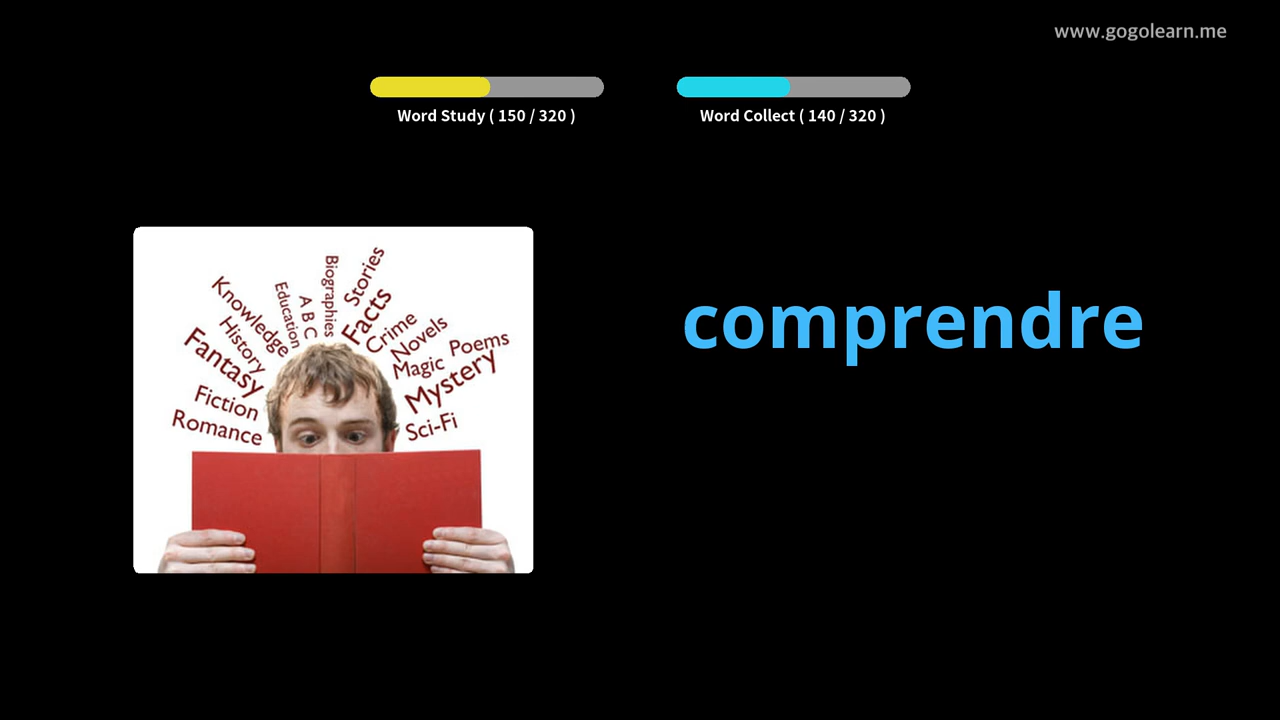 www.gogolearn.me
Word Study ( 150 / 320 )
Word Collect ( 140 / 320 )
comprendre
Biographies
Stories
Education
A B C
Facts
Knowledge
Crime
History
Novels
Fantasy
Magic
Poems
Mystery
Fiction
Romance
Sci-Fi